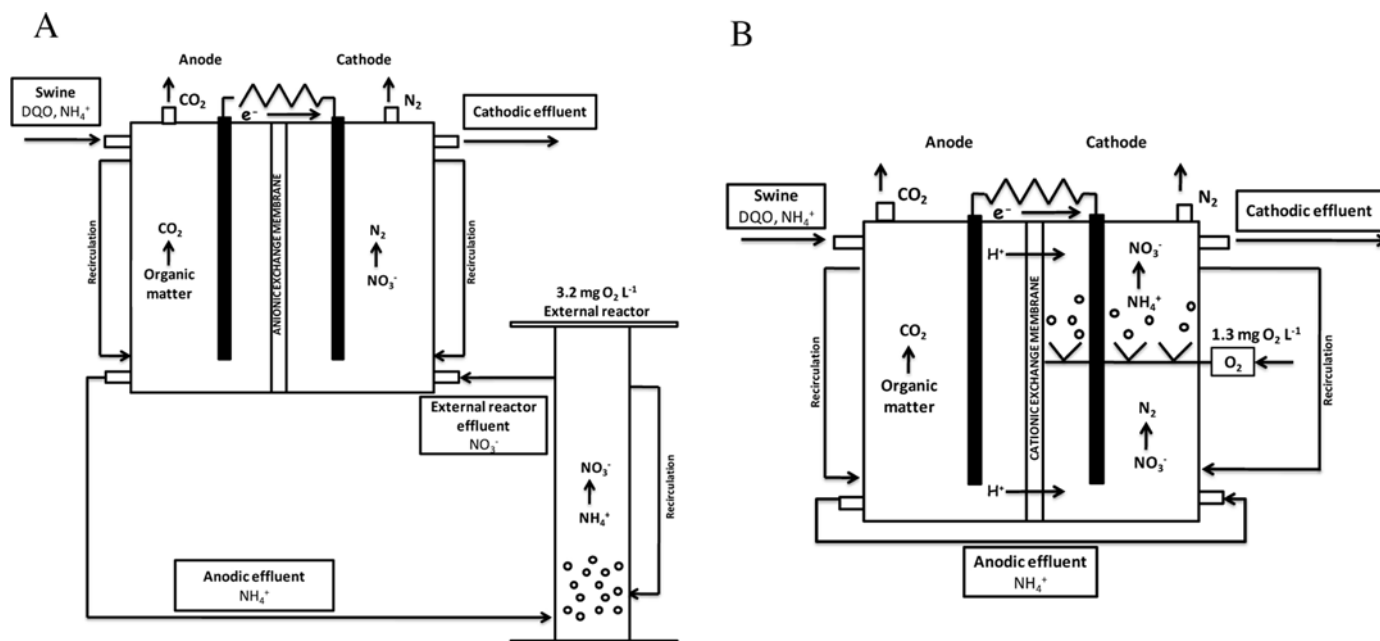 A
Anode
Cathode
Swine
DQO, NH₄⁺
CO₂
e⁻
N₂
Cathodic effluent
Recirculation
CO₂
Organic
matter
ANIONIC EXCHANGE MEMBRANE
N₂
NO₃⁻
Recirculation
3.2 mg O₂ L⁻¹
External reactor
External reactor
effluent
NO₃⁻
NO₃⁻
NH₄⁺
Recirculation
Anodic effluent
NH₄⁺
B
Anode
Cathode
Swine
DQO, NH₄⁺
CO₂
e⁻
N₂
Cathodic effluent
Recirculation
H⁺
NO₃⁻
NH₄⁺
CO₂
Organic
matter
CATIONIC EXCHANGE MEMBRANE
1.3 mg O₂ L⁻¹
O₂
Recirculation
N₂
NO₃⁻
H⁺
Anodic effluent
NH₄⁺